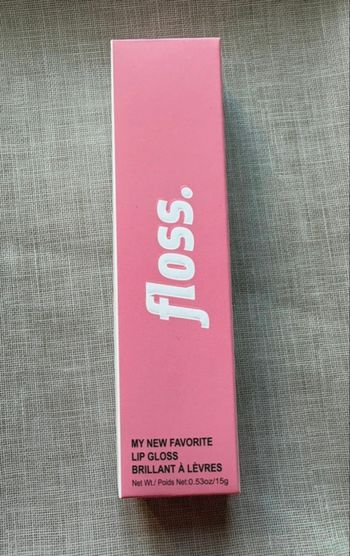 floss.
MY NEW FAVORITE
LIP GLOSS
BRILLANT À LÈVRES
Net Wt./ Poids Net:0.53oz/15g